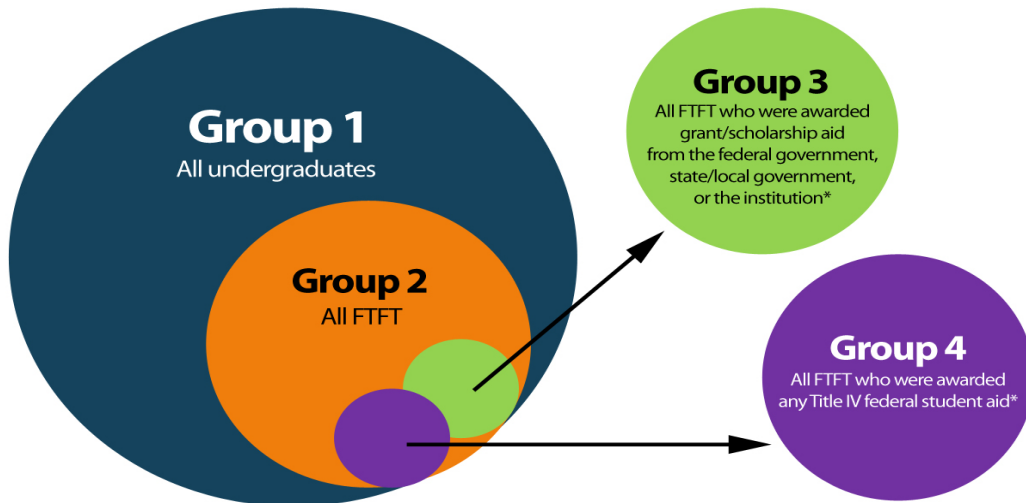 Group 1
All undergraduates
Group 2
All FTFT
Group 3
All FTFT who were awarded
grant/scholarship aid
from the federal government,
state/local government,
or the institution*
Group 4
All FTFT who were awarded
any Title IV federal student aid*